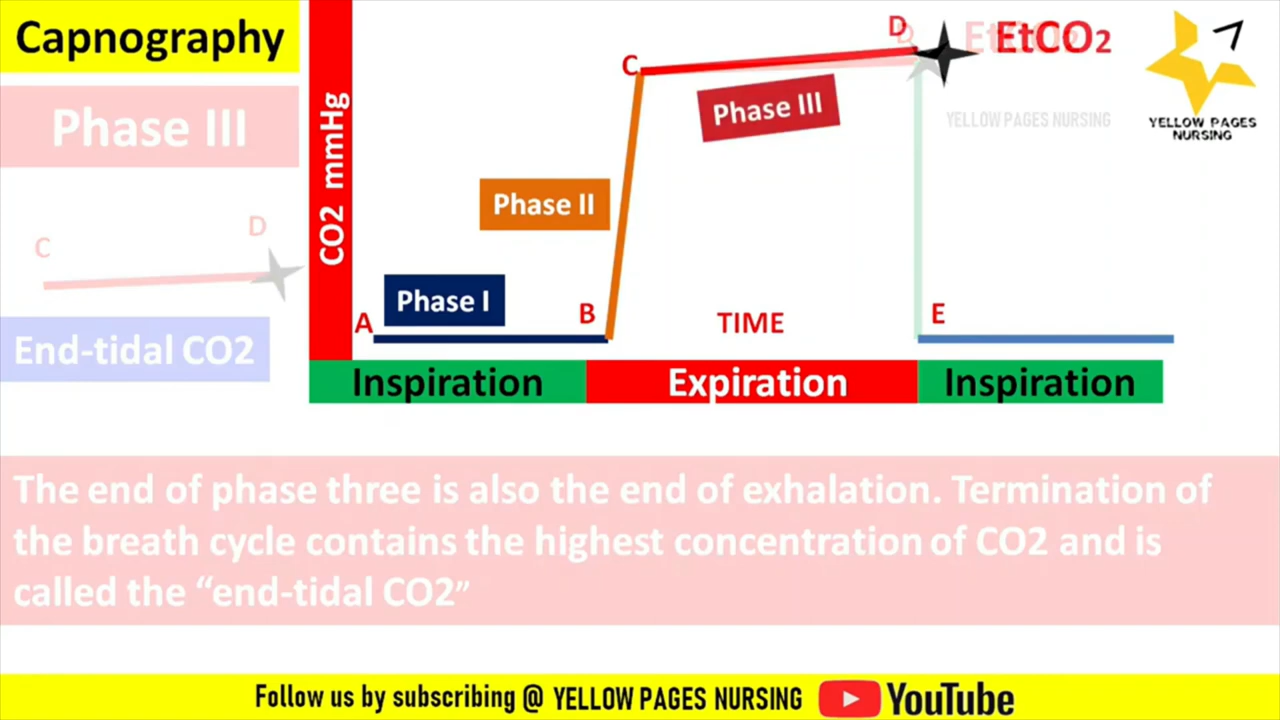 Capnography
Phase III
C
D
End-tidal CO2
CO2 mmHg
A
Phase I
B
Phase II
C
Phase III
D
EtCO2
TIME
E
Inspiration
Expiration
Inspiration
YELLOW PAGES NURSING
YELLOW PAGES
NURSING
The end of phase three is also the end of exhalation. Termination of
the breath cycle contains the highest concentration of CO2 and is
called the “end-tidal CO2”
Follow us by subscribing @ YELLOW PAGES NURSING YouTube